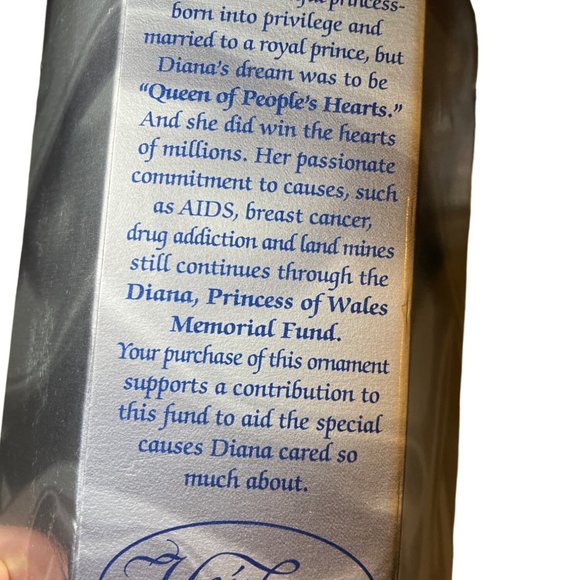 princess-
born into privilege and
married to a royal prince, but
Diana's dream was to be
"Queen of People's Hearts."
And she did win the hearts
of millions. Her passionate
commitment to causes, such
as AIDS, breast cancer,
drug addiction and land mines
still continues through the
Diana, Princess of Wales
Memorial Fund.
Your purchase of this ornament
supports a contribution to
this fund to aid the special
causes Diana cared so
much about.